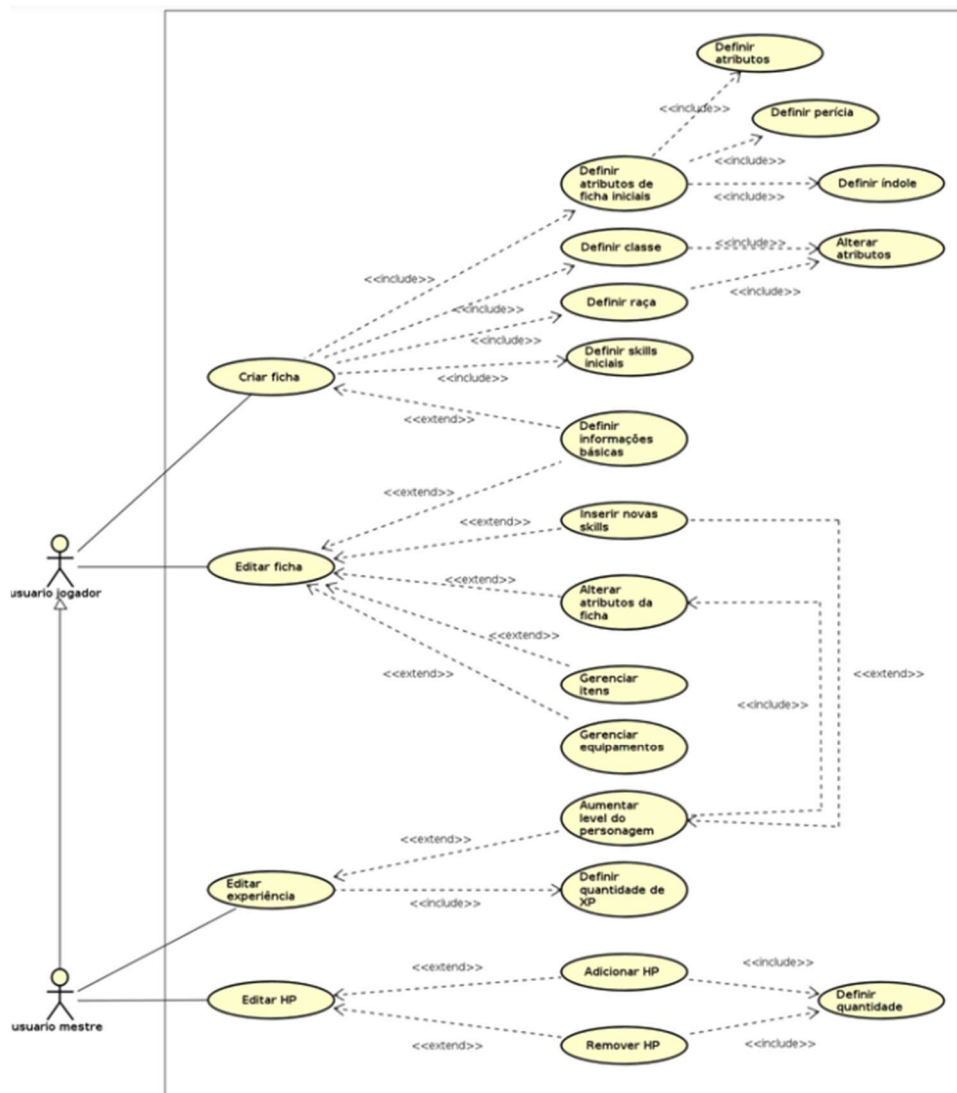 Definir
atributos
<<include>>
Definir perícia
<<include>>
Definir
atributos de
ficha iniciais
Definir índole
<<include>>
Definir classe
<<include>>
Alterar
atributos
<<include>>
<<include>>
Definir raça
<<include>>
<<include>>
Definir skills
iniciais
Criar ficha
<<include>>
<<extend>>
Definir
informações
básicas
<<extend>>
Inserir novas
skills
<<extend>>
Editar ficha
usuario jogador
<<extend>>
Alterar
atributos da
ficha
<<extend>>
<<extend>>
Gerenciar
itens
<<extend>>
<<include>>
Gerenciar
equipamentos
Aumentar
level do
personagem
<<extend>>
Editar
experiência
Definir
quantidade de
XP
<<include>>
<<extend>>
Adicionar HP
<<include>>
Editar HP
Definir
quantidade
usuario mestre
<<extend>>
Remover HP
<<include>>